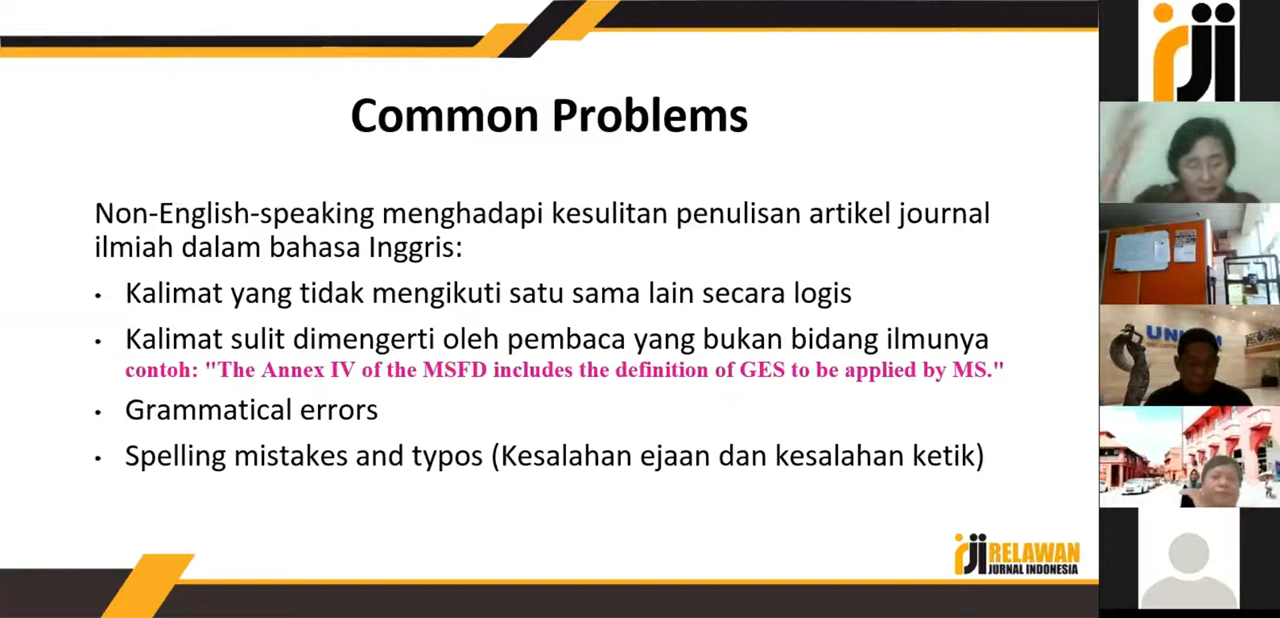 Common Problems
Non-English-speaking menghadapi kesulitan penulisan artikel journal
ilmiah dalam bahasa Inggris:
• Kalimat yang tidak mengikuti satu sama lain secara logis
• Kalimat sulit dimengerti oleh pembaca yang bukan bidang ilmunya
contoh: "The Annex IV of the MSFD includes the definition of GES to be applied by MS."
• Grammatical errors
• Spelling mistakes and typos (Kesalahan ejaan dan kesalahan ketik)
rji RELAWAN
JURNAL INDONESIA
rji